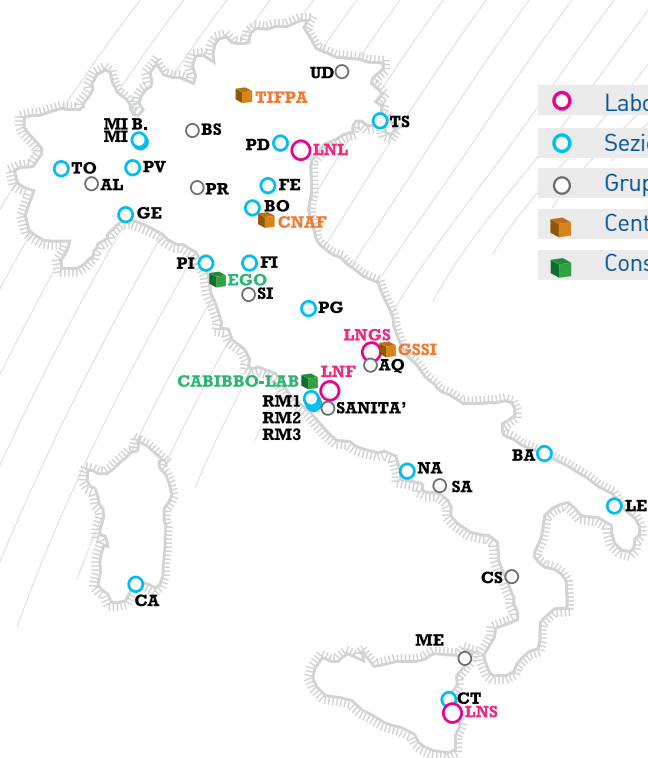 UD
TIFPA
Labo
MI B.
BS
TS
MI
PD
LNL
Sezi
TO
PV
AL
PR
FE
Grup
GE
BO
CNAF
Cent
PI
FI
Cons
EGO
SI
PG
LNGS
GSSI
AQ
LNF
CABIBBO-LAB
RM1
SANITA'
RM2
RM3
BA
NA
SA
LE
CS
CA
ME
CT
LNS